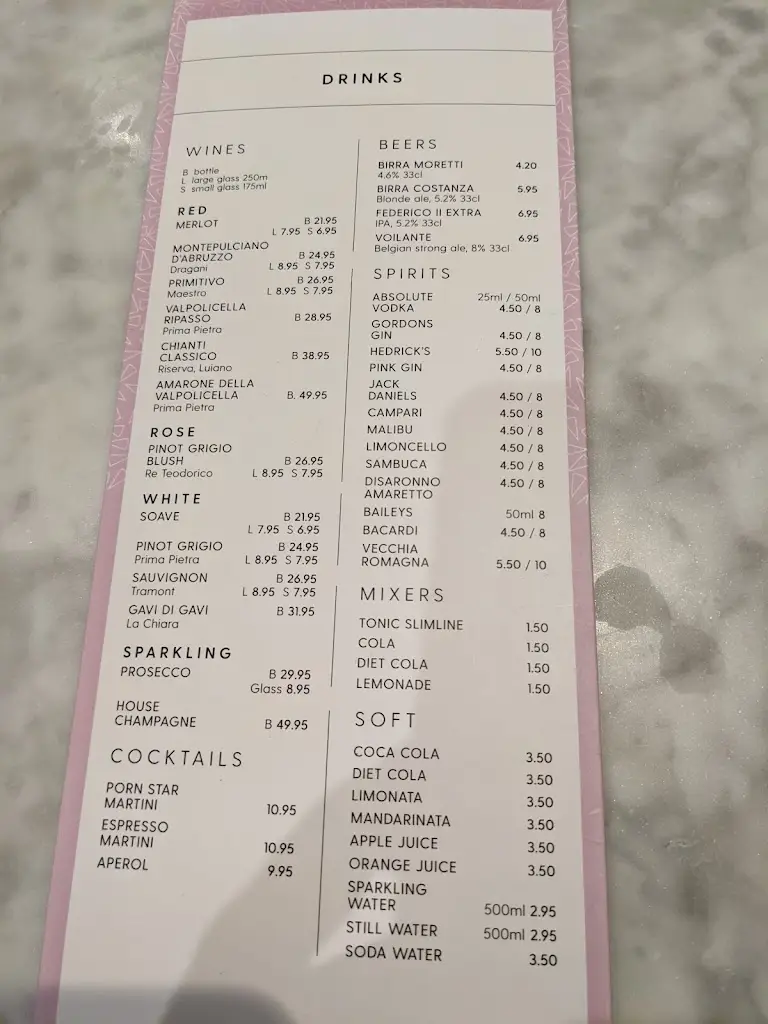 DRINKS
WINES
B bottle
L large glass 250m
S small glass 175ml
RED
MERLOT B 21.95
L 7.95 S 6.95
MONTEPULCIANO
D'ABRUZZO B 24.95
Dragani L 8.95 S 7.95
PRIMITIVO B 26.95
Maestro L 8.95 S 7.95
VALPOLICELLA
RIPASSO B 28.95
Prima Pietra
CHIANTI
CLASSICO B 38.95
Riserva, Luiano
AMARONE DELLA
VALPOLICELLA B. 49.95
Prima Pietra
ROSE
PINOT GRIGIO
BLUSH B 26.95
Re Teodorico L 8.95 S 7.95
WHITE
SOAVE B 21.95
L 7.95 S 6.95
PINOT GRIGIO B 24.95
Prima Pietra L 8.95 S 7.95
SAUVIGNON B 26.95
Tramont L 8.95 S 7.95
GAVI DI GAVI B 31.95
La Chiara
SPARKLING
PROSECCO B 29.95
Glass 8.95
HOUSE
CHAMPAGNE B 49.95
COCKTAILS
PORN STAR
MARTINI 10.95
ESPRESSO
MARTINI 10.95
APEROL 9.95
BEERS
BIRRA MORETTI 4.20
4.6% 33cl
BIRRA COSTANZA 5.95
Blonde ale, 5.2% 33cl
FEDERICO II EXTRA 6.95
IPA, 5.2% 33cl
VOILANTE 6.95
Belgian strong ale, 8% 33cl
SPIRITS
ABSOLUTE 25ml / 50ml
VODKA 4.50 / 8
GORDONS
GIN 4.50 / 8
HEDRICK'S 5.50 / 10
PINK GIN 4.50 / 8
JACK
DANIELS 4.50 / 8
CAMPARI 4.50 / 8
MALIBU 4.50 / 8
LIMONCELLO 4.50 / 8
SAMBUCA 4.50 / 8
DISARONNO 4.50 / 8
AMARETTO
BAILEYS 50ml 8
BACARDI 4.50 / 8
VECCHIA
ROMAGNA 5.50 / 10
MIXERS
TONIC SLIMLINE 1.50
COLA 1.50
DIET COLA 1.50
LEMONADE 1.50
SOFT
COCA COLA 3.50
DIET COLA 3.50
LIMONATA 3.50
MANDARINATA 3.50
APPLE JUICE 3.50
ORANGE JUICE 3.50
SPARKLING
WATER 500ml 2.95
STILL WATER 500ml 2.95
SODA WATER 3.50